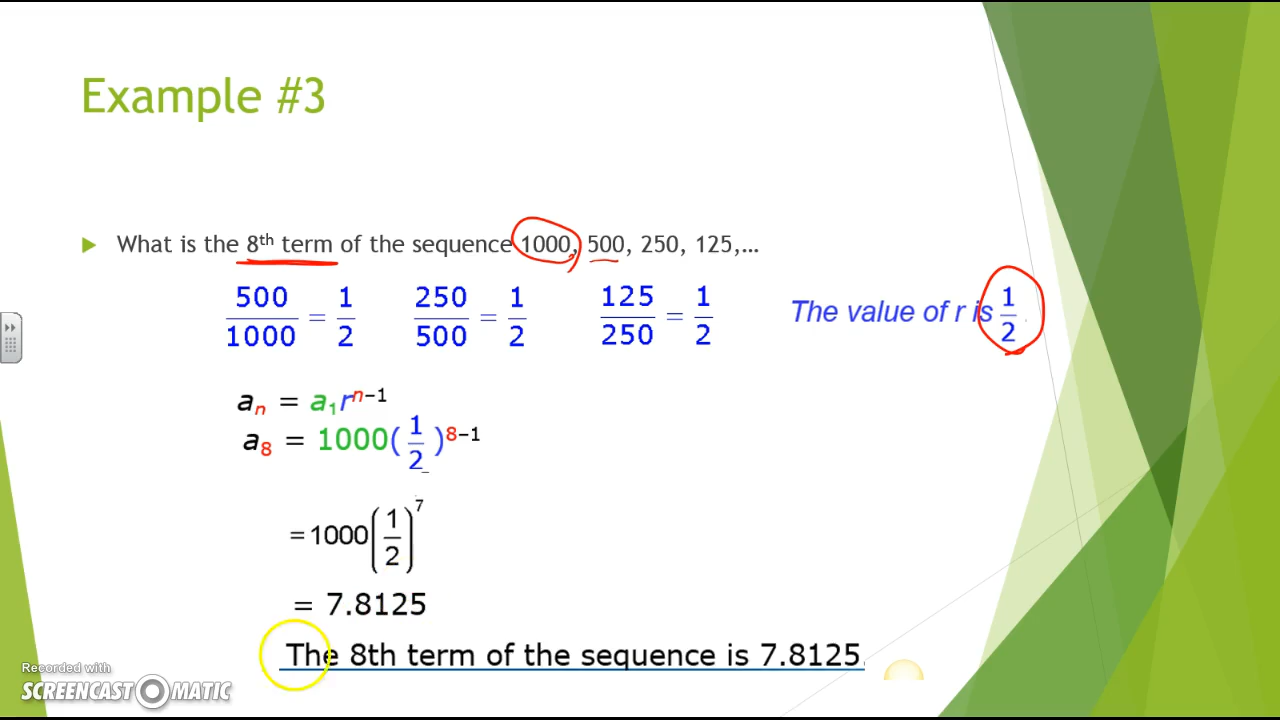 Example #3
What is the 8th term of the sequence 1000, 500, 250, 125,…
500/1000 = 1/2 250/500 = 1/2 125/250 = 1/2 The value of r is 1/2.
aₙ = a₁rⁿ⁻¹
a₈ = 1000(1/2)⁸⁻¹
= 1000(1/2)⁷
= 7.8125
The 8th term of the sequence is 7.8125.
Recorded with
SCREENCAST O MATIC